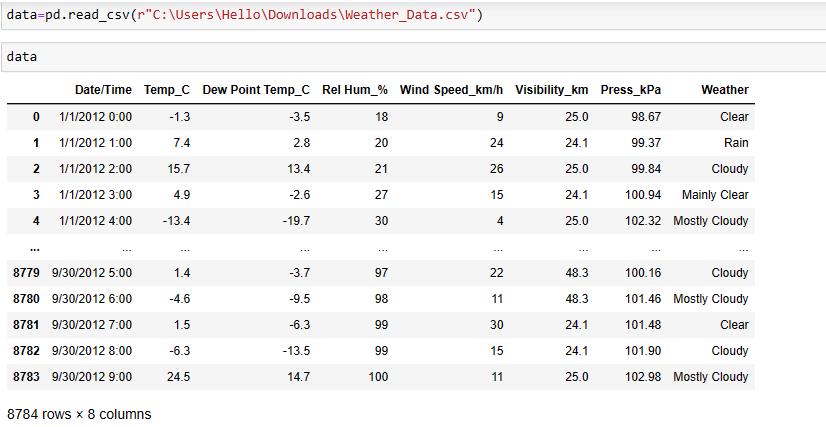 data=pd.read_csv(r"C:\Users\Hello\Downloads\Weather_Data.csv")
data
Date/Time Temp_C Dew Point Temp_C Rel Hum_% Wind Speed_km/h Visibility_km Press_kPa Weather
0 1/1/2012 0:00 -1.3 -3.5 18 9 25.0 98.67 Clear
1 1/1/2012 1:00 7.4 2.8 20 24 24.1 99.37 Rain
2 1/1/2012 2:00 15.7 13.4 21 26 25.0 99.84 Cloudy
3 1/1/2012 3:00 4.9 -2.6 27 15 24.1 100.94 Mainly Clear
4 1/1/2012 4:00 -13.4 -19.7 30 4 25.0 102.32 Mostly Cloudy
... ... ... ... ... ... ... ... ...
8779 9/30/2012 5:00 1.4 -3.7 97 22 48.3 100.16 Cloudy
8780 9/30/2012 6:00 -4.6 -9.5 98 11 48.3 101.46 Mostly Cloudy
8781 9/30/2012 7:00 1.5 -6.3 99 30 24.1 101.48 Clear
8782 9/30/2012 8:00 -6.3 -13.5 99 15 24.1 101.90 Cloudy
8783 9/30/2012 9:00 24.5 14.7 100 11 25.0 102.98 Mostly Cloudy
8784 rows × 8 columns